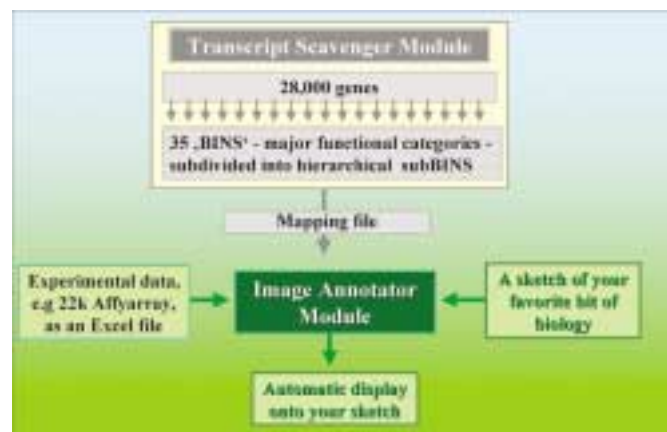 Transcript Scavenger Module
28,000 genes
35 ‚BINS‘ - major functional categories -
subdivided into hierarchical subBINS
Mapping file
Experimental data,
e.g 22k Affyarray,
as an Excel file
Image Annotator
Module
A sketch of your
favorite bit of
biology
Automatic display
onto your sketch